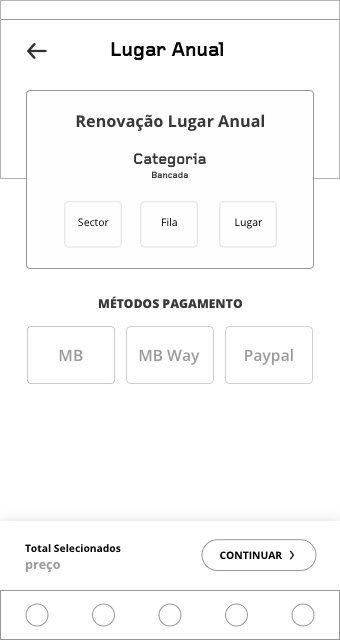 Lugar Anual
Renovação Lugar Anual
Categoria
Bancada
Sector Fila Lugar
MÉTODOS PAGAMENTO
MB MB Way Paypal
Total Selecionados
preço
CONTINUAR